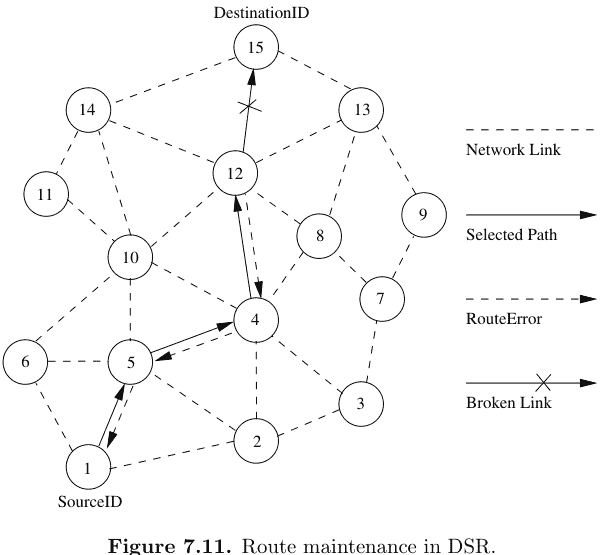 DestinationID
15
14
13
12
11
9
8
10
7
4
6
5
3
2
1
SourceID
Network Link
Selected Path
RouteError
Broken Link
Figure 7.11. Route maintenance in DSR.